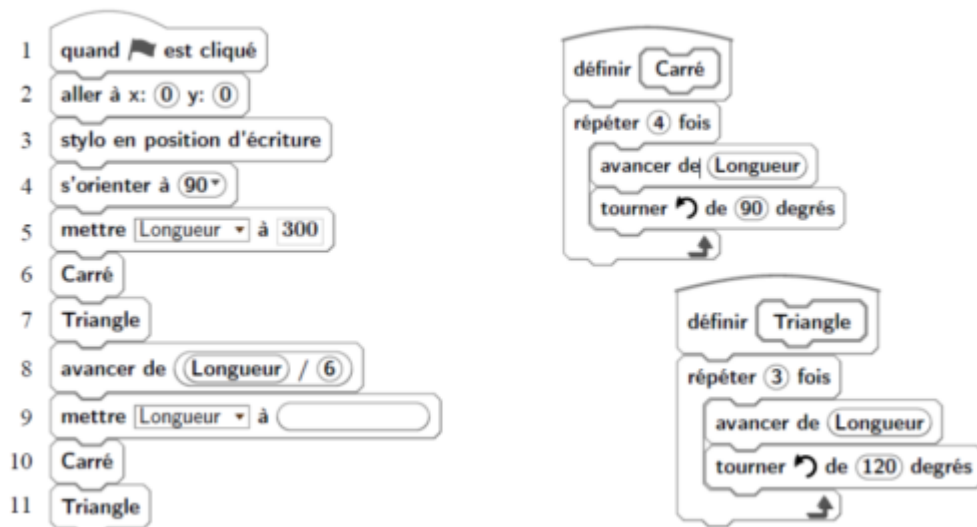 1 quand est cliqué
2 aller à x: 0 y: 0
3 stylo en position d'écriture
4 s'orienter à 90
5 mettre Longueur à 300
6 Carré
7 Triangle
8 avancer de Longueur / 6
9 mettre Longueur à
10 Carré
11 Triangle
définir Carré
répéter 4 fois
avancer de Longueur
tourner de 90 degrés
définir Triangle
répéter 3 fois
avancer de Longueur
tourner de 120 degrés